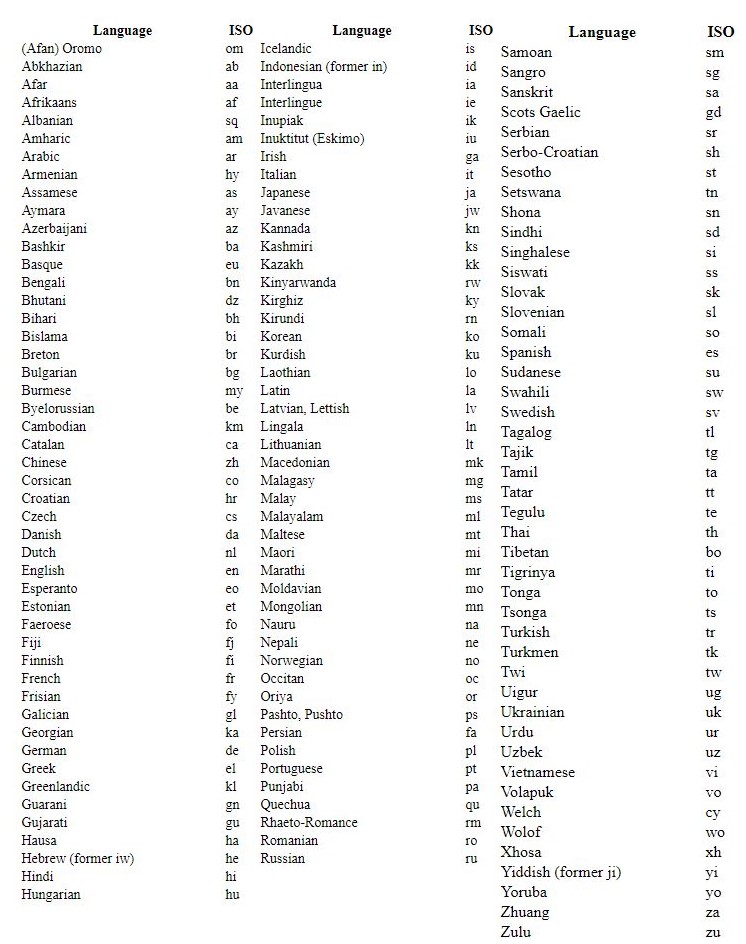 Language ISO
(Afan) Oromo om
Abkhazian ab
Afar aa
Afrikaans af
Albanian sq
Amharic am
Arabic ar
Armenian hy
Assamese as
Aymara ay
Azerbaijani az
Bashkir ba
Basque eu
Bengali bn
Bhutani dz
Bihari bh
Bislama bi
Breton br
Bulgarian bg
Burmese my
Byelorussian be
Cambodian km
Catalan ca
Chinese zh
Corsican co
Croatian hr
Czech cs
Danish da
Dutch nl
English en
Esperanto eo
Estonian et
Faeroese fo
Fiji fj
Finnish fi
French fr
Frisian fy
Galician gl
Georgian ka
German de
Greek el
Greenlandic kl
Guarani gn
Gujarati gu
Hausa ha
Hebrew (former iw) he
Hindi hi
Hungarian hu
Language ISO
Icelandic is
Indonesian (former in) id
Interlingua ia
Interlingue ie
Inupiak ik
Inuktitut (Eskimo) iu
Irish ga
Italian it
Japanese ja
Javanese jw
Kannada kn
Kashmiri ks
Kazakh kk
Kinyarwanda rw
Kirghiz ky
Kirundi rn
Korean ko
Kurdish ku
Laothian lo
Latin la
Latvian, Lettish lv
Lingala ln
Lithuanian lt
Macedonian mk
Malagasy mg
Malay ms
Malayalam ml
Maltese mt
Maori mi
Marathi mr
Moldavian mo
Mongolian mn
Nauru na
Nepali ne
Norwegian no
Occitan oc
Oriya or
Pashto, Pushto ps
Persian fa
Polish pl
Portuguese pt
Punjabi pa
Quechua qu
Rhaeto-Romance rm
Romanian ro
Russian ru
Language ISO
Samoan sm
Sangro sg
Sanskrit sa
Scots Gaelic gd
Serbian sr
Serbo-Croatian sh
Sesotho st
Setswana tn
Shona sn
Sindhi sd
Singhalese si
Siswati ss
Slovak sk
Slovenian sl
Somali so
Spanish es
Sudanese su
Swahili sw
Swedish sv
Tagalog tl
Tajik tg
Tamil ta
Tatar tt
Tegulu te
Thai th
Tibetan bo
Tigrinya ti
Tonga to
Tsonga ts
Turkish tr
Turkmen tk
Twi tw
Uigur ug
Ukrainian uk
Urdu ur
Uzbek uz
Vietnamese vi
Volapuk vo
Welch cy
Wolof wo
Xhosa xh
Yiddish (former ji) yi
Yoruba yo
Zhuang za
Zulu zu